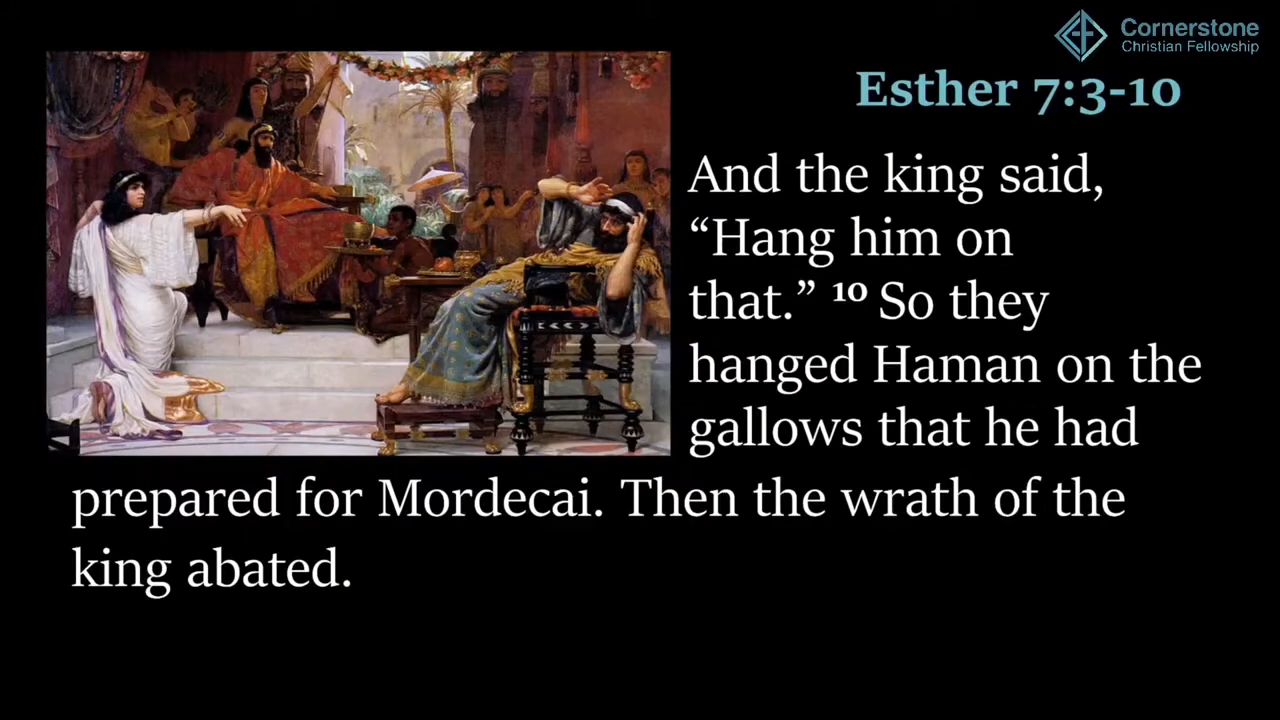 Cornerstone
Christian Fellowship
Esther 7:3-10
And the king said,
“Hang him on
that.” ¹⁰ So they
hanged Haman on the
gallows that he had
prepared for Mordecai. Then the wrath of the
king abated.